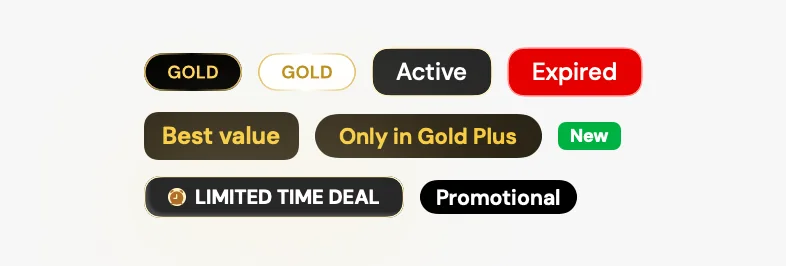 GOLD GOLD Active Expired
Best value Only in Gold Plus New
LIMITED TIME DEAL Promotional